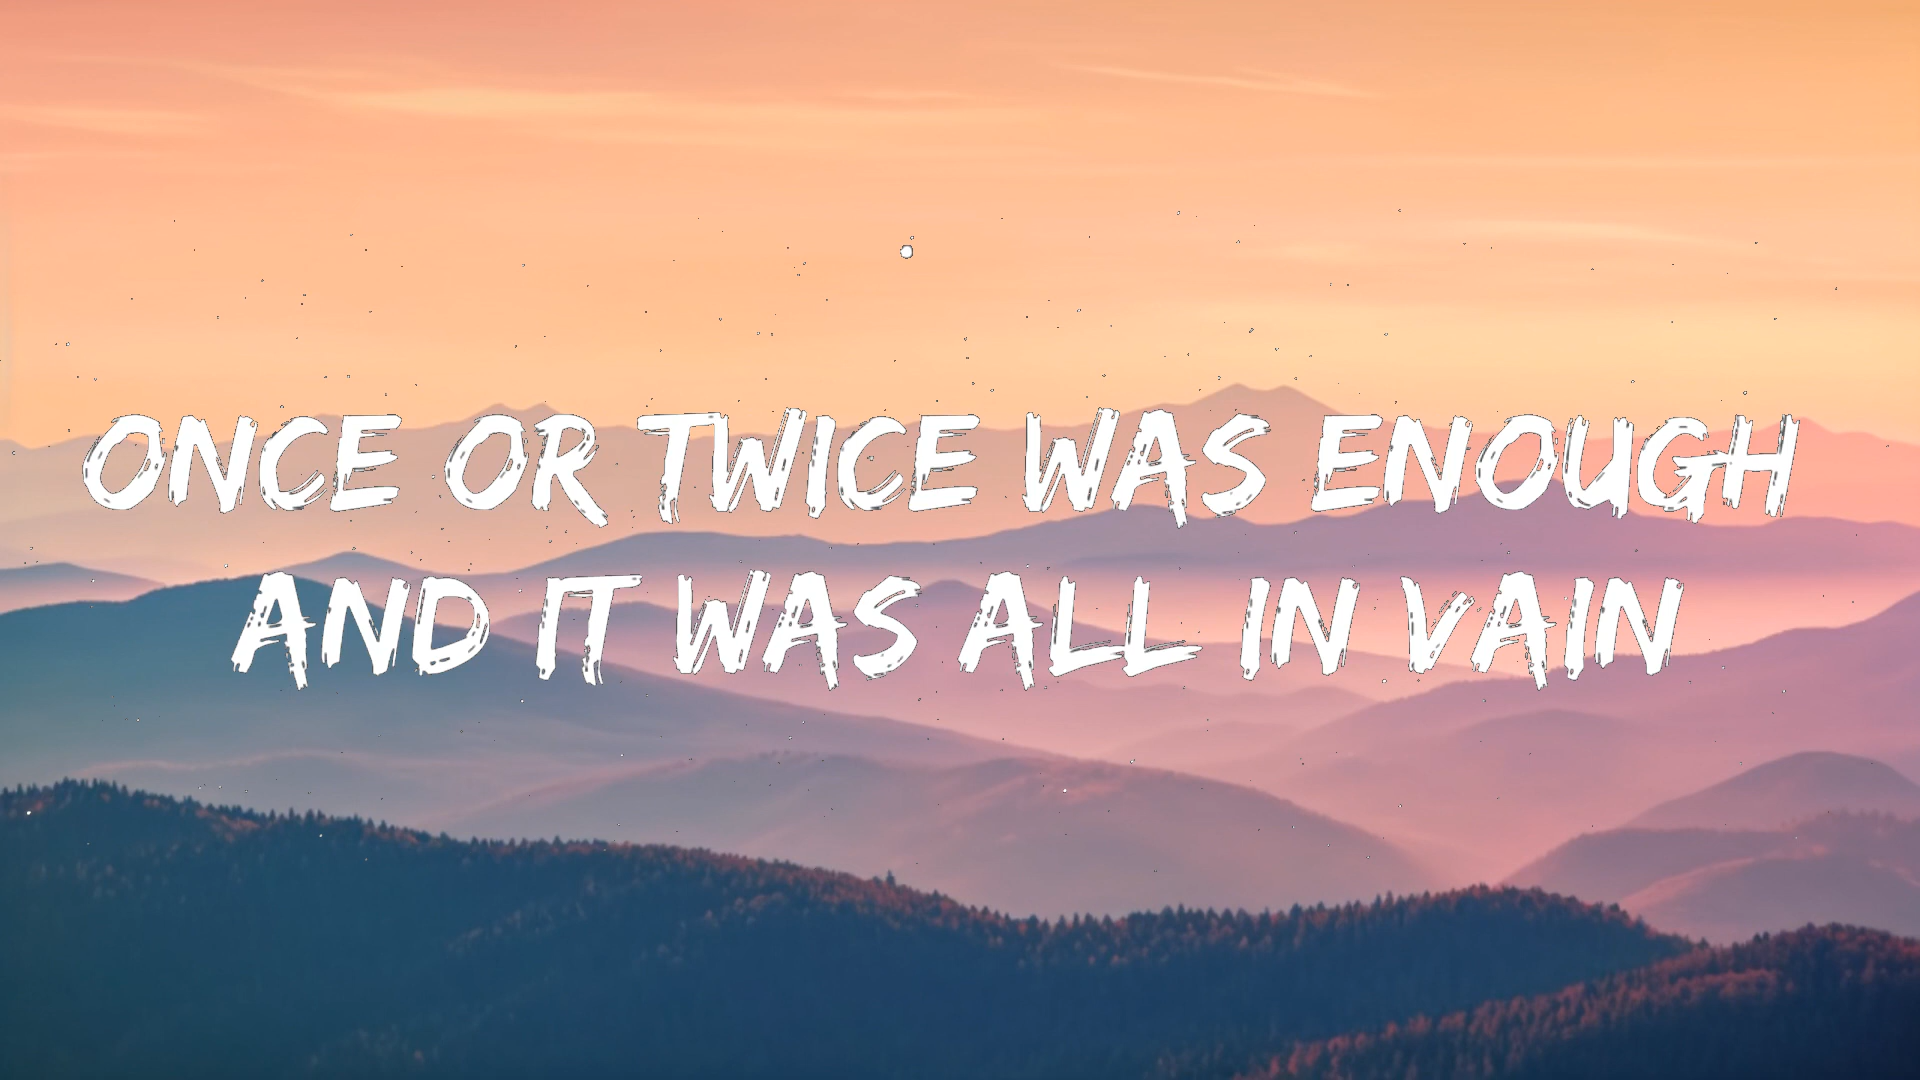 ONCE OR TWICE WAS ENOUGH
AND IT WAS ALL IN VAIN